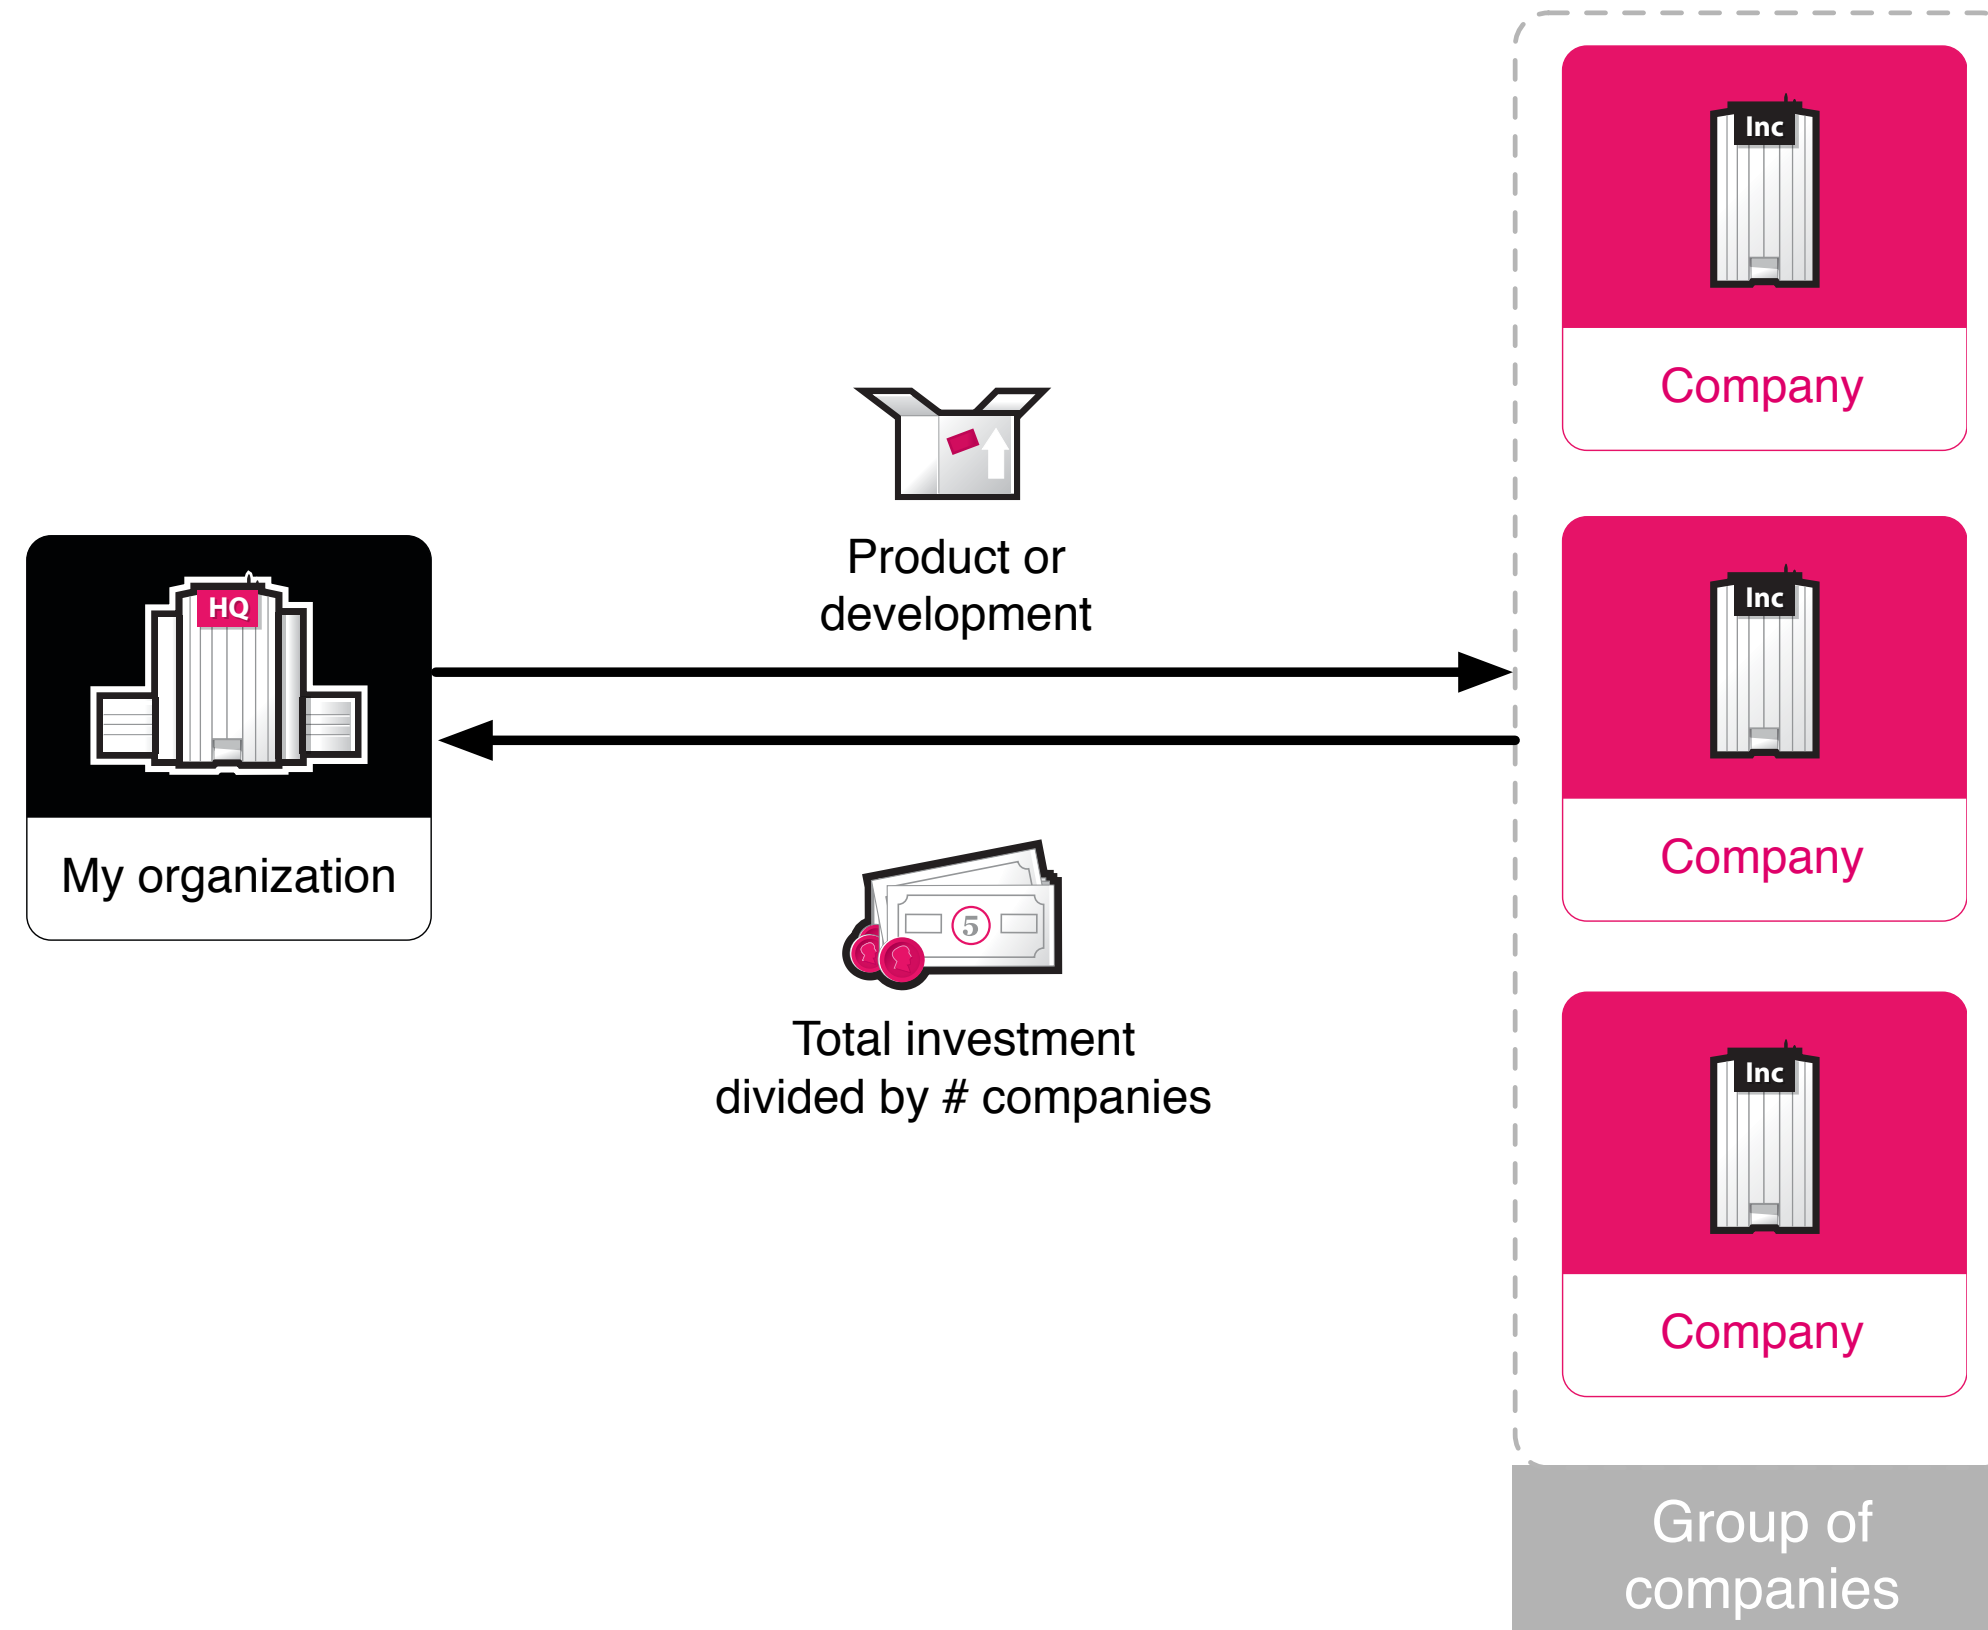 Inc
Company
Product or
development
HQ
My organization
Inc
Company
5
Total investment
divided by # companies
Inc
Company
Group of
companies